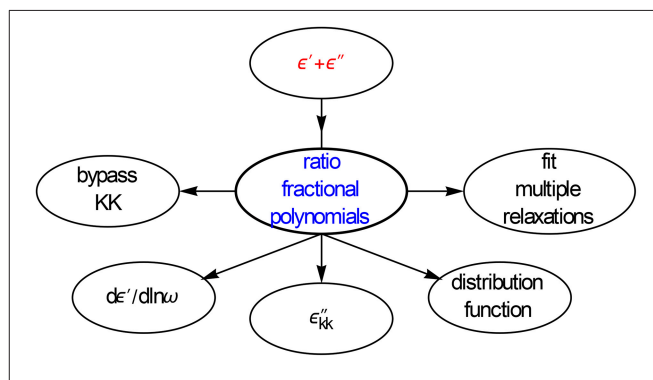 ϵ′+ϵ″
bypass
KK
ratio
fractional
polynomials
fit
multiple
relaxations
dϵ′/dlnω
ϵ″kk
distribution
function